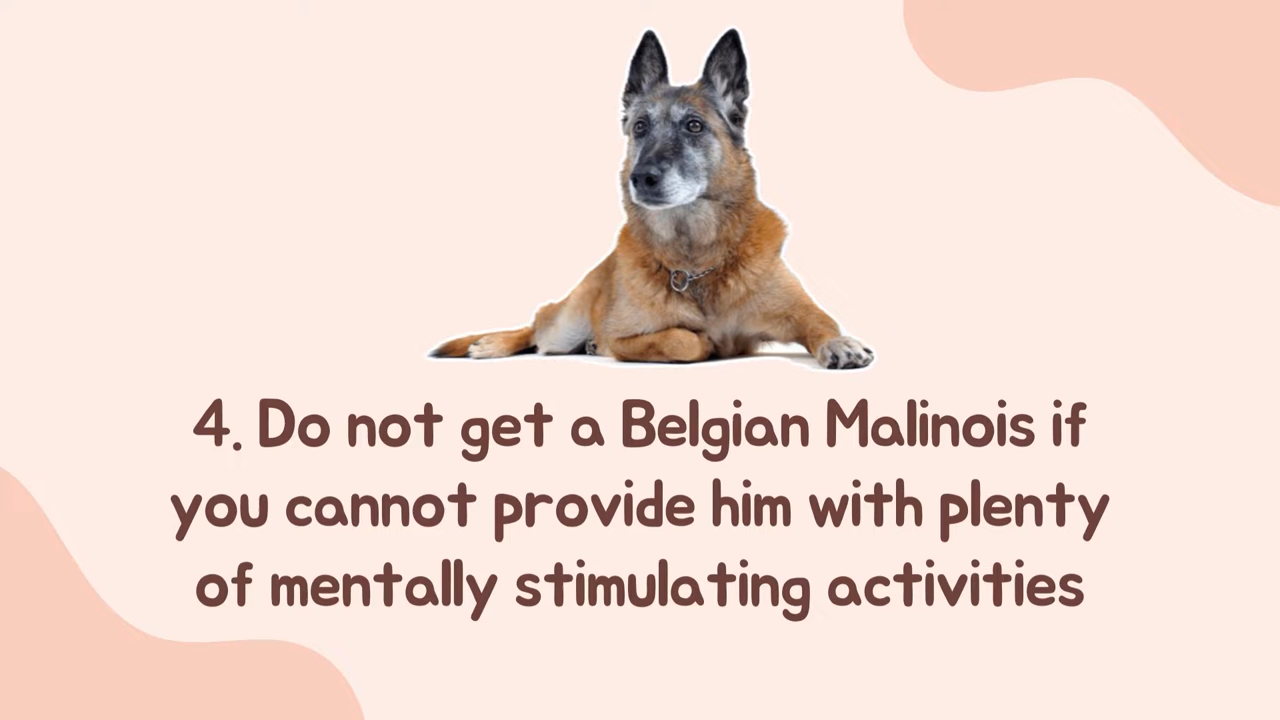 4. Do not get a Belgian Malinois if
you cannot provide him with plenty
of mentally stimulating activities